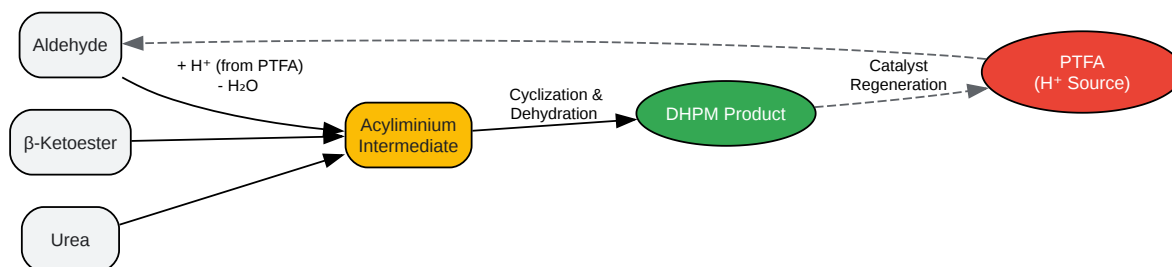 Aldehyde
+ H⁺ (from PTFA)
- H₂O
β-Ketoester
Urea
Acyliminium
Intermediate
Cyclization &
Dehydration
DHPM Product
Catalyst
Regeneration
PTFA
(H⁺ Source)